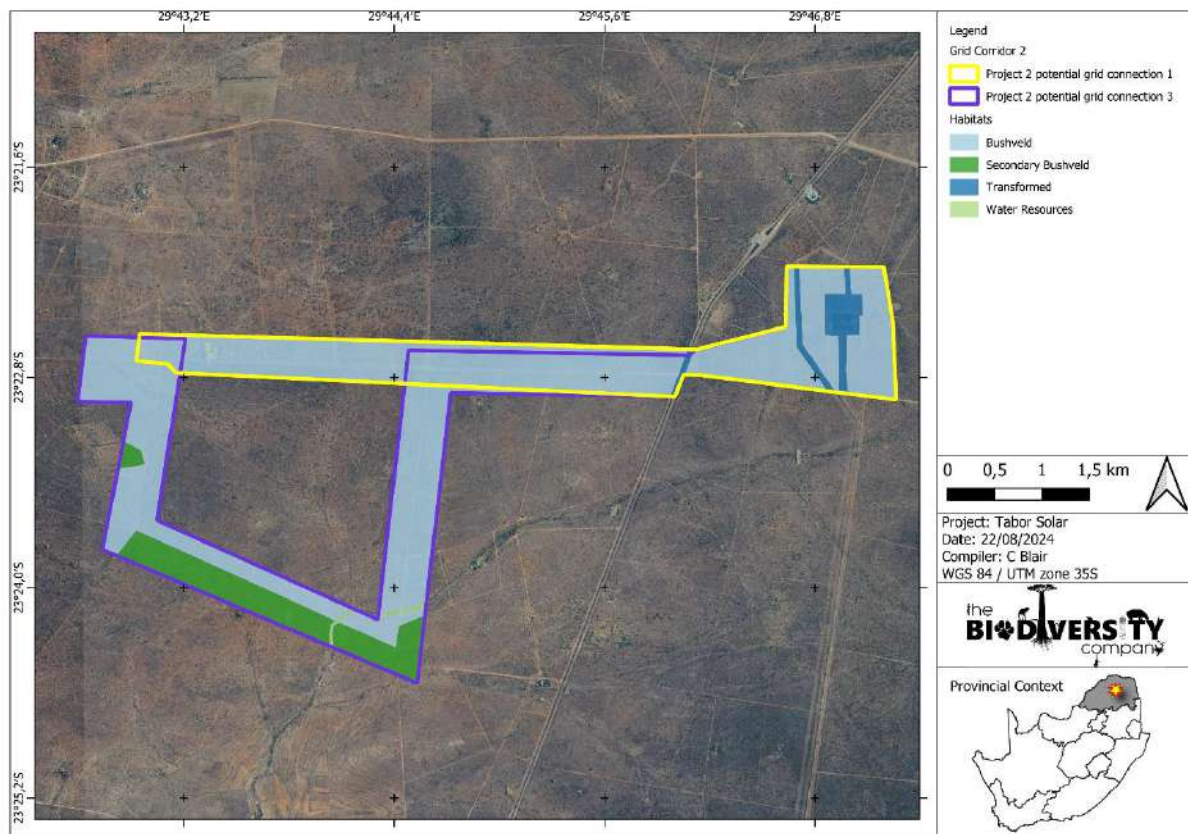 29°43,2'E 29°44,4'E 29°45,6'E 29°46,8'E
23°21,6'S
23°22,8'S
23°24,0'S
23°25,2'S
Legend
Grid Corridor 2
Project 2 potential grid connection 1
Project 2 potential grid connection 3
Habitats
Bushveld
Secondary Bushveld
Transformed
Water Resources
0 0,5 1 1,5 km
Project: Tabor Solar
Date: 22/08/2024
Compiler: C Blair
WGS 84 / UTM zone 35S
the
BIODIVERSITY
company
Provincial Context